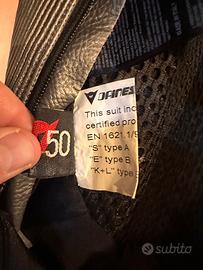 50
DAINES
This suit inc
certified pro
EN 1621.1/9
"S" type A
"E" type B
"K+L" type
subito